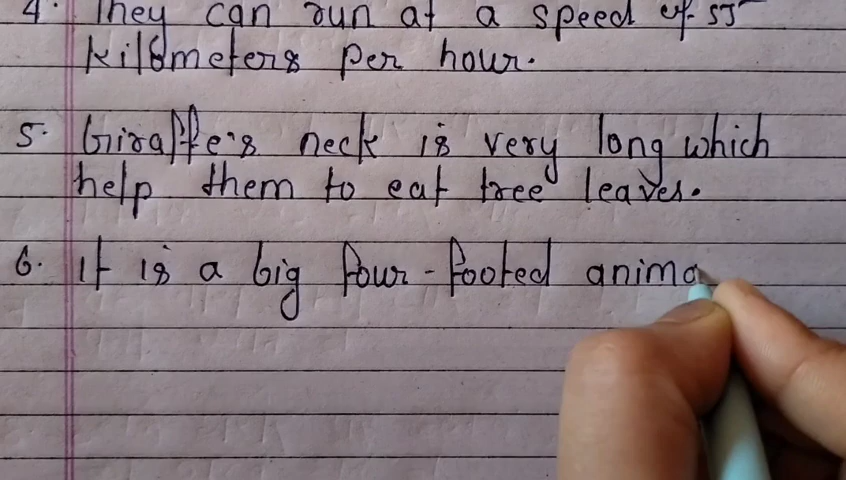 4. They can run at a speed of 55
kilometers per hour.
5. Giraffe's neck is very long which
help them to eat tree leaves.
6. It is a big four-footed anima